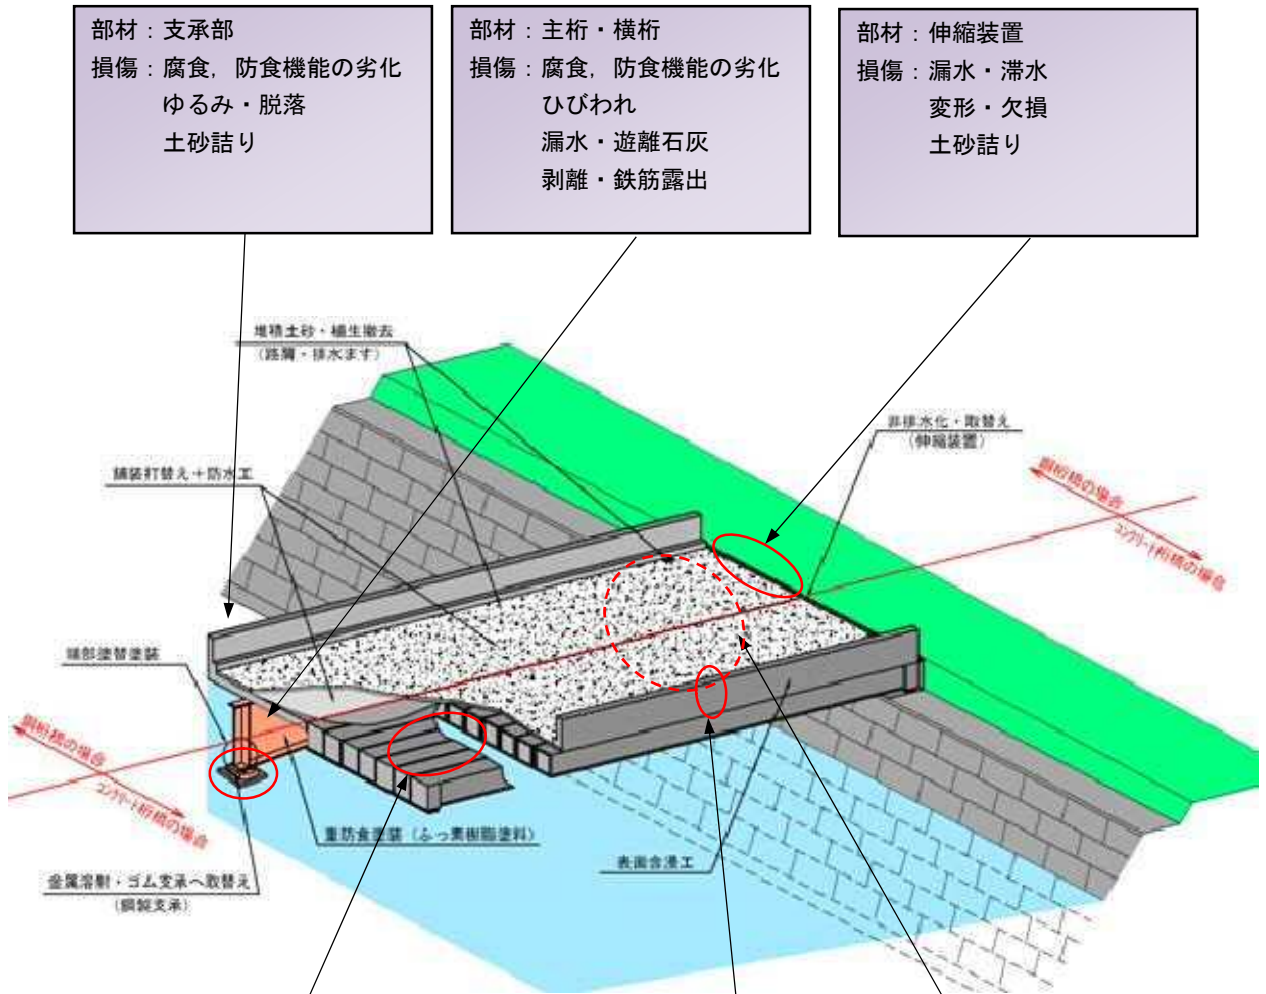 部材：支承部
損傷：腐食，防食機能の劣化
ゆるみ・脱落
土砂詰り
部材：主桁・横桁
損傷：腐食，防食機能の劣化
ひびわれ
漏水・遊離石灰
剥離・鉄筋露出
部材：伸縮装置
損傷：漏水・滞水
変形・欠損
土砂詰り
堆積土砂・植生撤去
(路肩・排水ます)
非排水化・取替え
(伸縮装置)
舗装打替え＋防水工
鋼桁橋の場合
コンクリート桁橋の場合
端部塗替塗装
鋼桁橋の場合
コンクリート桁橋の場合
重防食塗装（ふっ素樹脂塗料）
表面含浸工
金属溶射・ゴム支承へ取替え
(鋼製支承)